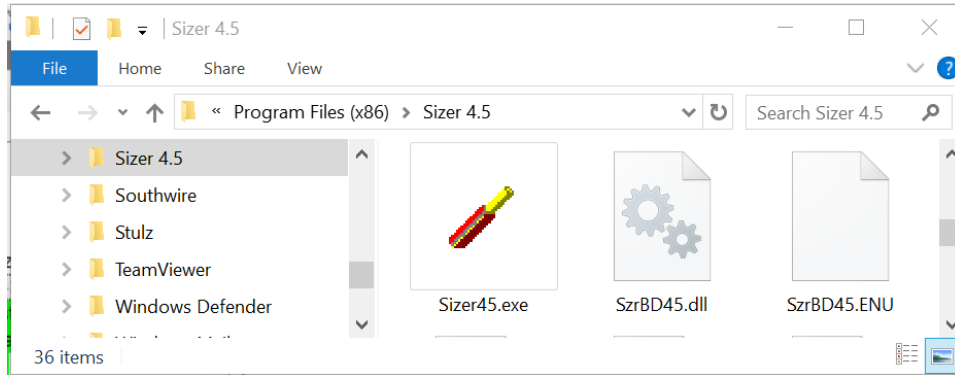 Sizer 4.5
File Home Share View
« Program Files (x86) > Sizer 4.5
Search Sizer 4.5
Sizer 4.5
Southwire
Stulz
TeamViewer
Windows Defender
Sizer45.exe SzrBD45.dll SzrBD45.ENU
36 items